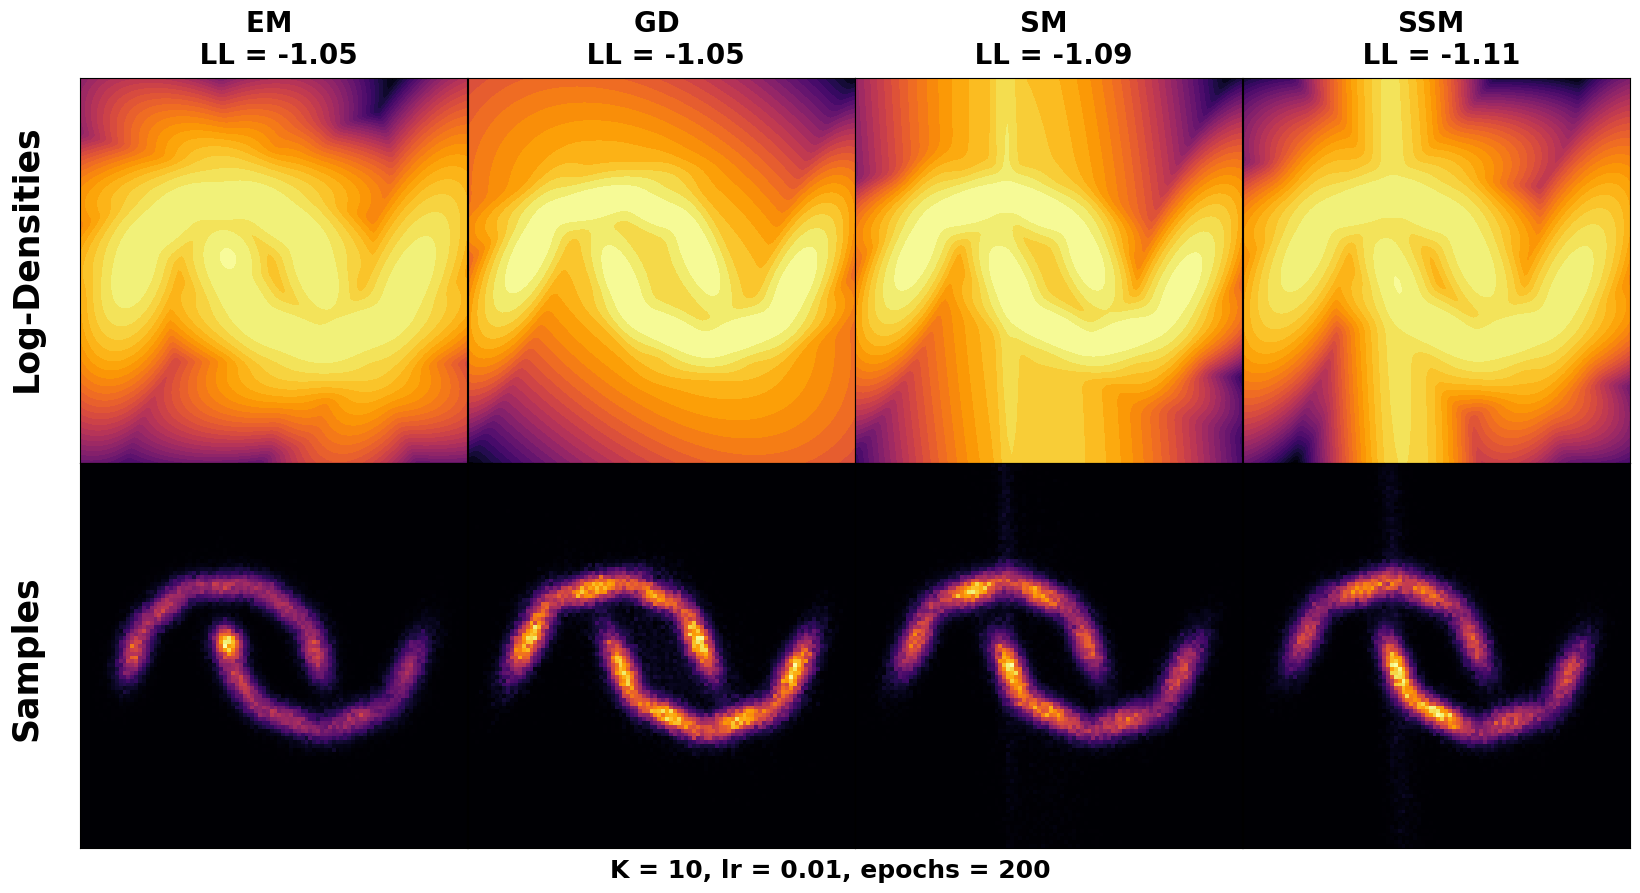 EM
LL = -1.05
GD
LL = -1.05
SM
LL = -1.09
SSM
LL = -1.11
Log-Densities
Samples
K = 10, lr = 0.01, epochs = 200